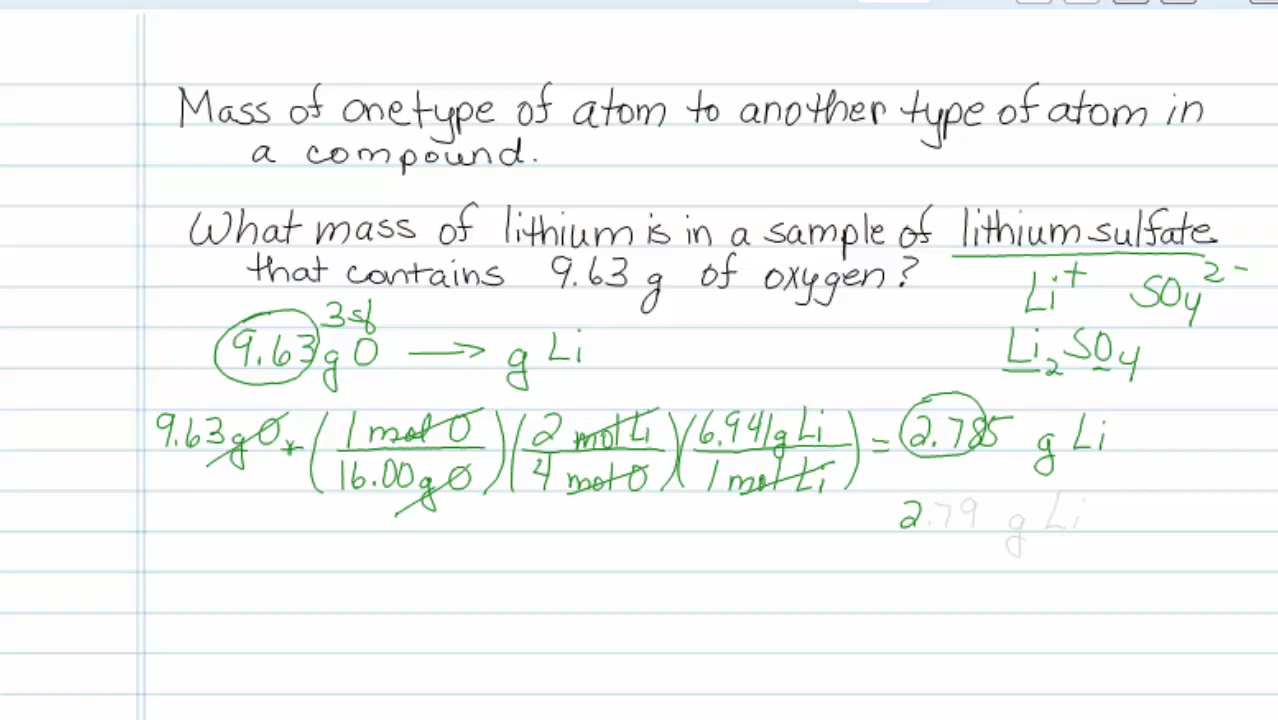 Mass of one type of atom to another type of atom in
a compound.
What mass of lithium is in a sample of lithium sulfate
that contains 9.63 g of oxygen?
Li⁺ SO₄²⁻
3 sf
9.63 g O → g Li
Li₂SO₄
9.63 g O * (1 mol O / 16.00 g O) (2 mol Li / 4 mol O) (6.941 g Li / 1 mol Li) = 2.785 g Li
2.79 g Li